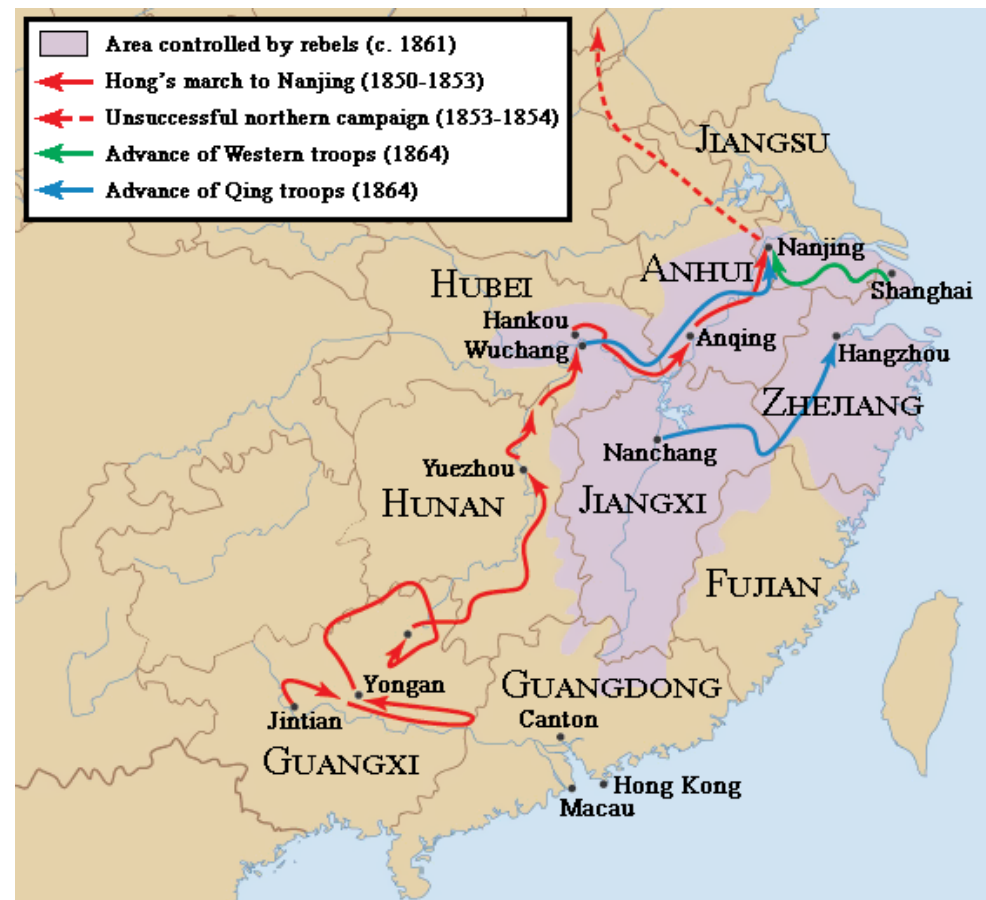 Area controlled by rebels (c. 1861)
Hong's march to Nanjing (1850-1853)
Unsuccessful northern campaign (1853-1854)
Advance of Western troops (1864)
Advance of Qing troops (1864)
JIANGSU
Nanjing
ANHUI
Shanghai
HUBEI
Hankou
Wuchang
Anqing
Hangzhou
ZHEJIANG
Nanchang
Yuezhou
HUNAN
JIANGXI
FUJIAN
Yongan
GUANGDONG
Jintian
Canton
GUANGXI
Hong Kong
Macau